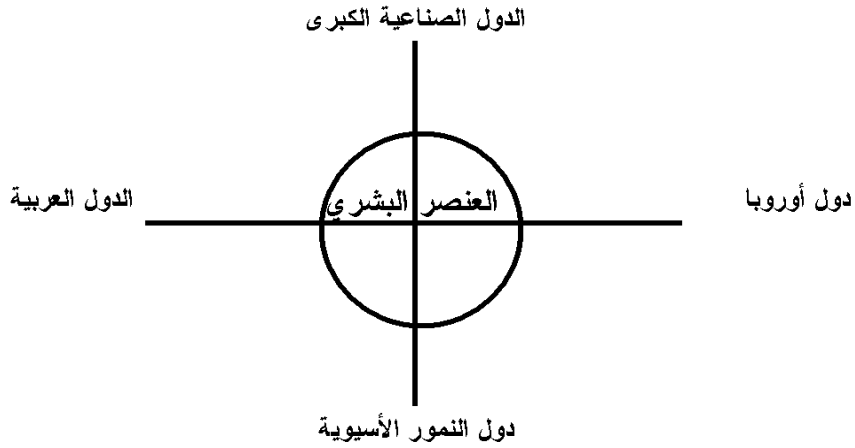 الدول الصناعية الكبرى
دول أوروبا
العنصر البشري
الدول العربية
دول النمور الأسيوية